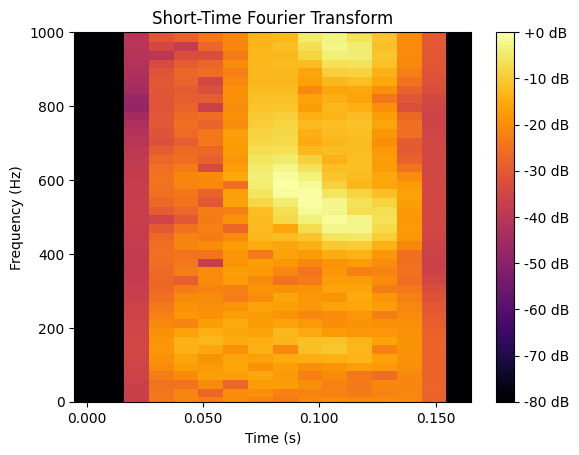 Short-Time Fourier Transform
Frequency (Hz)
1000
800
600
400
200
0
0.000
0.050
0.100
0.150
Time (s)
+0 dB
-10 dB
-20 dB
-30 dB
-40 dB
-50 dB
-60 dB
-70 dB
-80 dB